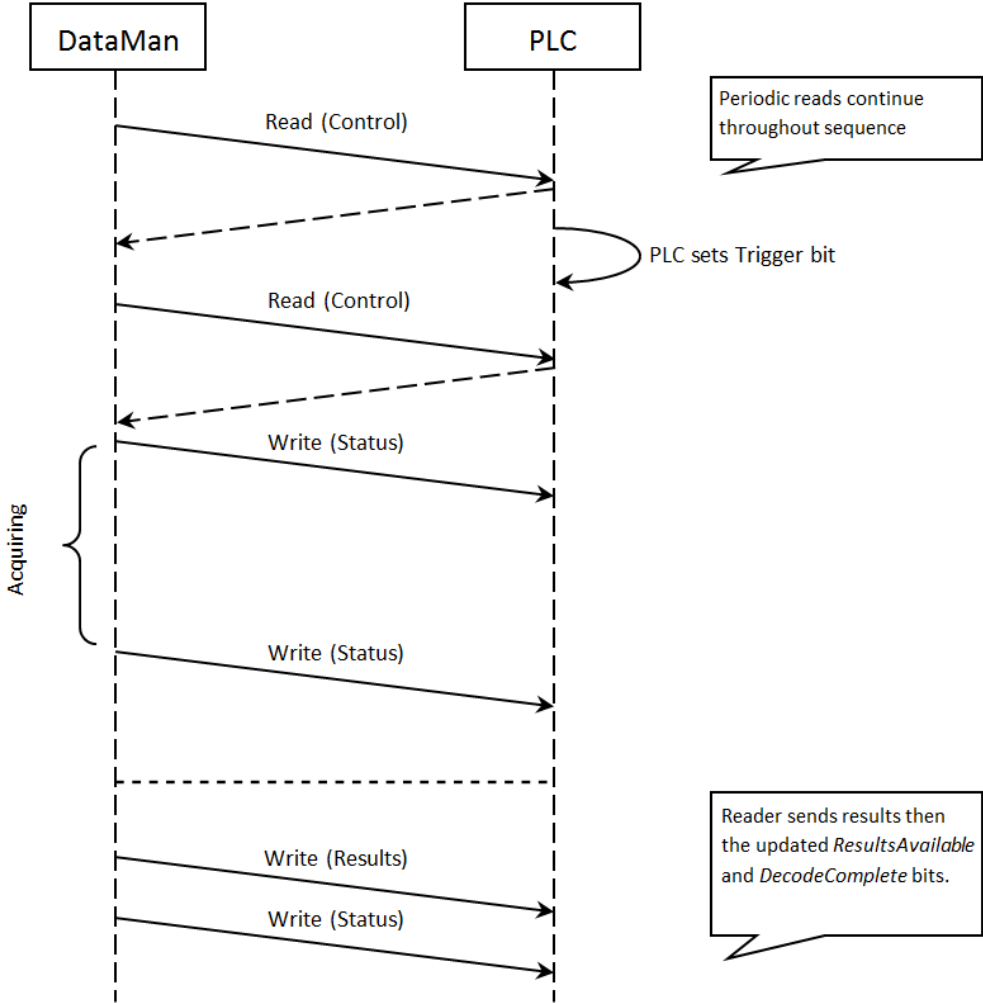 DataMan
PLC
Read (Control)
Periodic reads continue
throughout sequence
PLC sets Trigger bit
Read (Control)
Write (Status)
Acquiring
Write (Status)
Reader sends results then
the updated ResultsAvailable
and DecodeComplete bits.
Write (Results)
Write (Status)